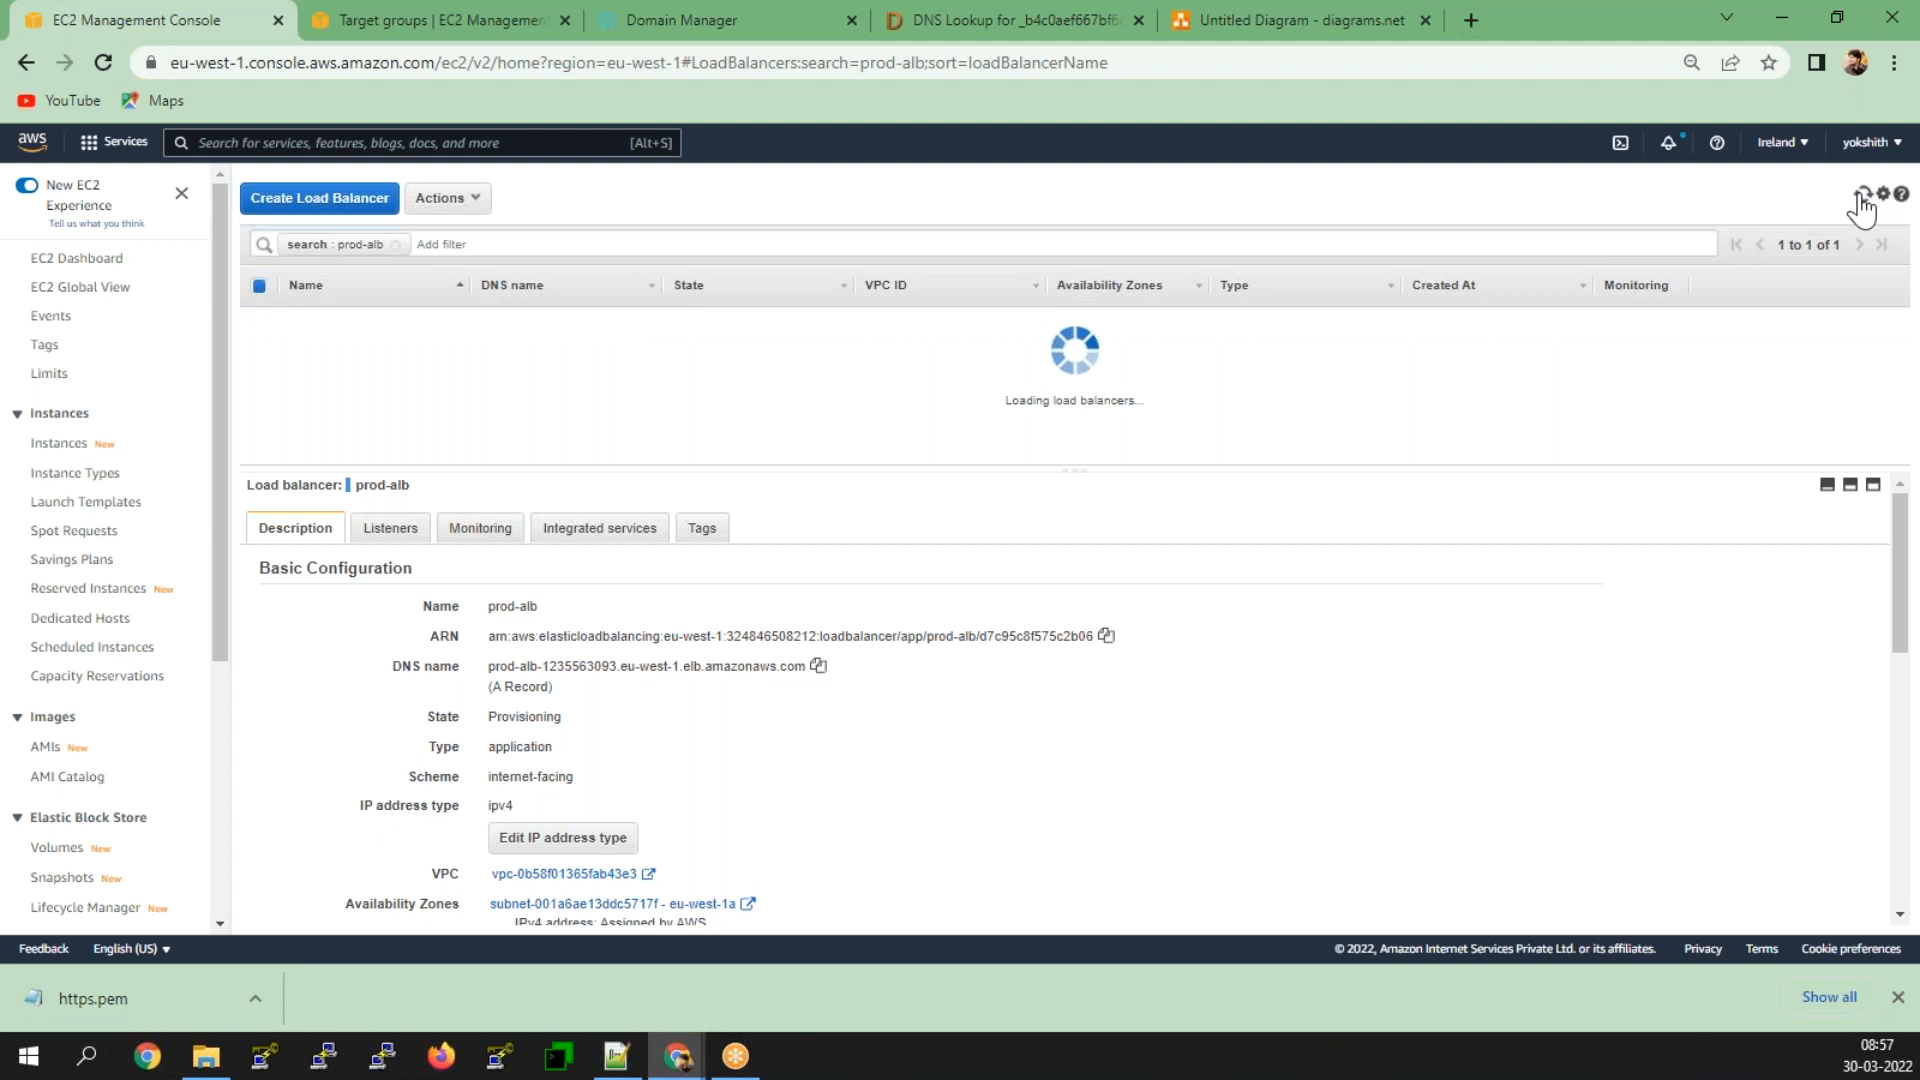 EC2 Management Console
Target groups | EC2 Management
Domain Manager
DNS Lookup for _b4c0aef667bf6
Untitled Diagram - diagrams.net
eu-west-1.console.aws.amazon.com/ec2/v2/home?region=eu-west-1#LoadBalancers:search=prod-alb;sort=loadBalancerName
YouTube
Maps
aws
Services
Search for services, features, blogs, docs, and more
[Alt+S]
Ireland
yokshith
New EC2
Experience
Tell us what you think
EC2 Dashboard
EC2 Global View
Events
Tags
Limits
Instances
Instances New
Instance Types
Launch Templates
Spot Requests
Savings Plans
Reserved Instances New
Dedicated Hosts
Scheduled Instances
Capacity Reservations
Images
AMIs New
AMI Catalog
Elastic Block Store
Volumes New
Snapshots New
Lifecycle Manager New
Create Load Balancer
Actions
search : prod-alb
Add filter
1 to 1 of 1
Name
DNS name
State
VPC ID
Availability Zones
Type
Created At
Monitoring
Loading load balancers...
Load balancer: prod-alb
Description
Listeners
Monitoring
Integrated services
Tags
Basic Configuration
Name prod-alb
ARN arn:aws:elasticloadbalancing:eu-west-1:324846508212:loadbalancer/app/prod-alb/d7c95c8f575c2b06
DNS name prod-alb-1235563093.eu-west-1.elb.amazonaws.com
(A Record)
State Provisioning
Type application
Scheme internet-facing
IP address type ipv4
Edit IP address type
VPC vpc-0b58f01365fab43e3
Availability Zones subnet-001a6ae13ddc5717f - eu-west-1a
IPv4 address: Assigned by AWS
Feedback
English (US)
© 2022, Amazon Internet Services Private Ltd. or its affiliates.
Privacy
Terms
Cookie preferences
https.pem
Show all
08:57
30-03-2022